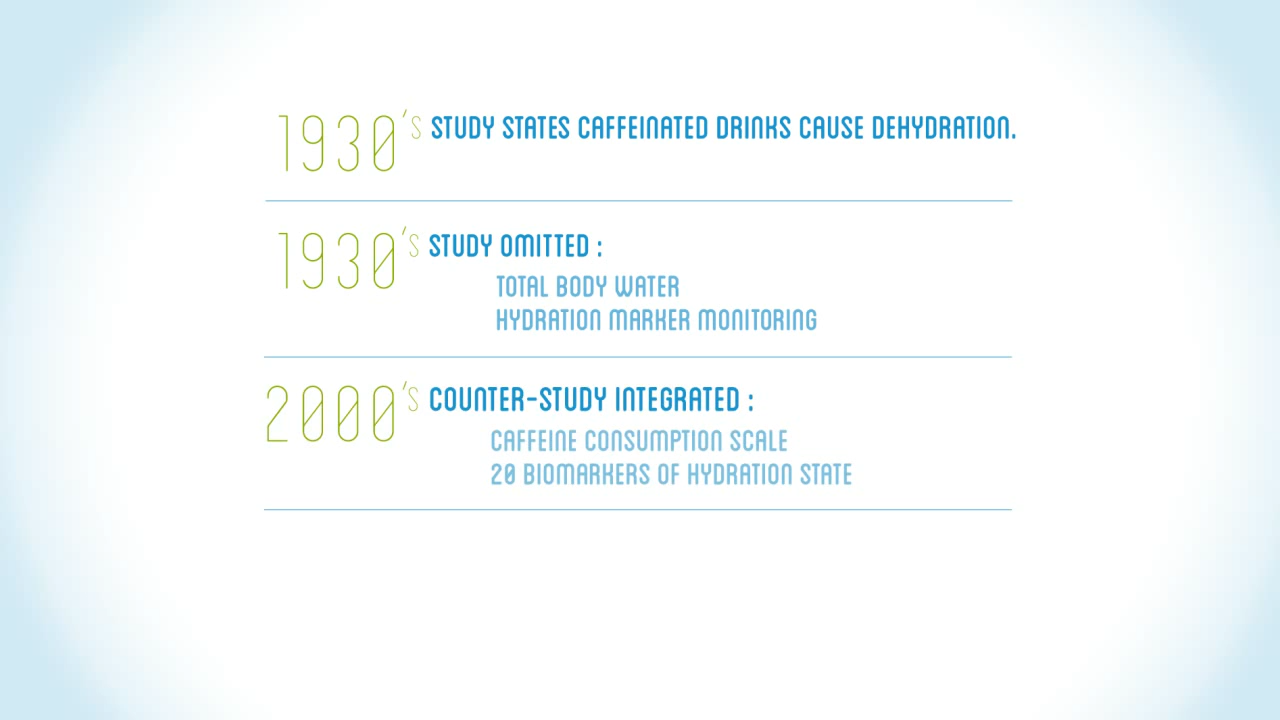 1930's STUDY STATES CAFFEINATED DRINKS CAUSE DEHYDRATION.
1930's STUDY OMITTED :
TOTAL BODY WATER
HYDRATION MARKER MONITORING
2000's COUNTER-STUDY INTEGRATED :
CAFFEINE CONSUMPTION SCALE
20 BIOMARKERS OF HYDRATION STATE